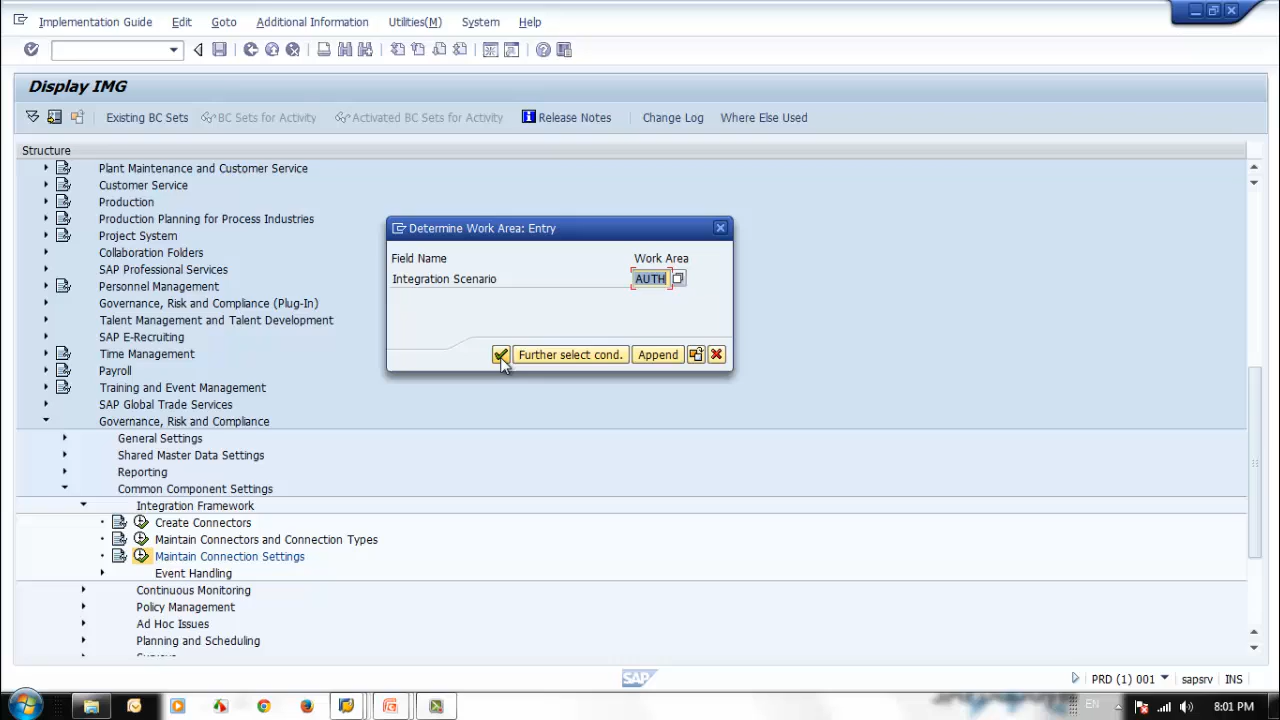 Implementation Guide Edit Goto Additional Information Utilities(M) System Help
Display IMG
Existing BC Sets BC Sets for Activity Activated BC Sets for Activity Release Notes Change Log Where Else Used
Structure
Plant Maintenance and Customer Service
Customer Service
Production
Production Planning for Process Industries
Project System
Collaboration Folders
SAP Professional Services
Personnel Management
Governance, Risk and Compliance (Plug-In)
Talent Management and Talent Development
SAP E-Recruiting
Time Management
Payroll
Training and Event Management
SAP Global Trade Services
Governance, Risk and Compliance
General Settings
Shared Master Data Settings
Reporting
Common Component Settings
Integration Framework
Create Connectors
Maintain Connectors and Connection Types
Maintain Connection Settings
Event Handling
Continuous Monitoring
Policy Management
Ad Hoc Issues
Planning and Scheduling
Determine Work Area: Entry
Field Name Work Area
Integration Scenario AUTH
Further select cond. Append
SAP
PRD (1) 001 sapsrv INS
EN 8:01 PM